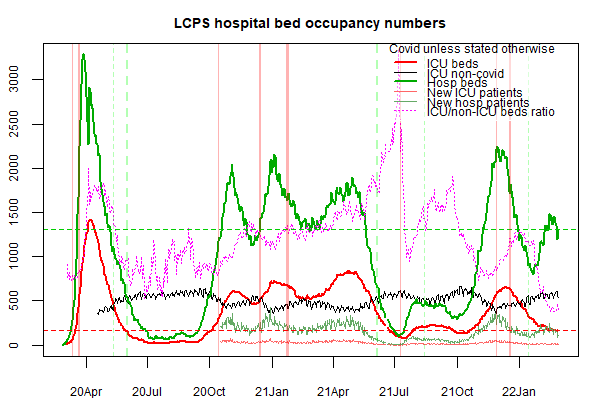 LCPS hospital bed occupancy numbers
Covid unless stated otherwise
ICU beds
ICU non-covid
Hosp beds
New ICU patients
New hosp patients
ICU/non-ICU beds ratio
3000
2500
2000
1500
1000
500
0
20Apr 20Jul 20Oct 21Jan 21Apr 21Jul 21Oct 22Jan